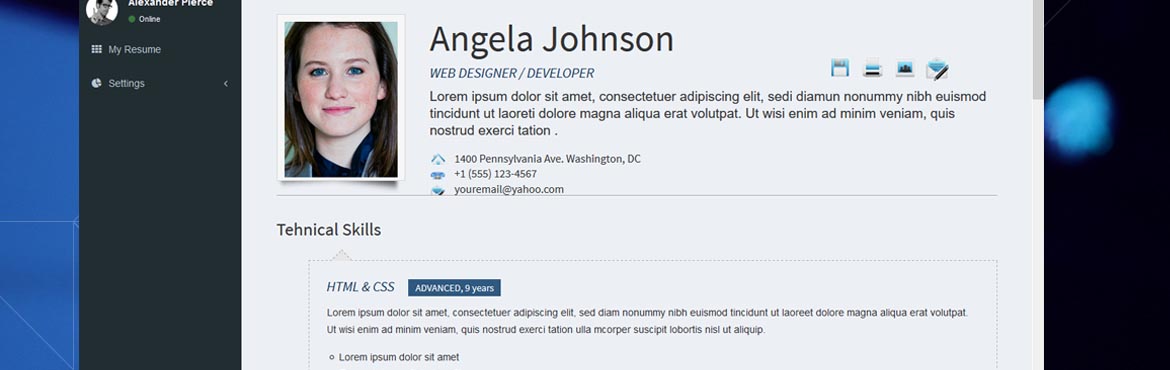 Alexander Pierce
Online
My Resume
Settings
Angela Johnson
WEB DESIGNER / DEVELOPER
Lorem ipsum dolor sit amet, consectetuer adipiscing elit, sedi diamun nonummy nibh euismod
tincidunt ut laoreti dolore magna aliqua erat volutpat. Ut wisi enim ad minim veniam, quis
nostrud exerci tation .
1400 Pennsylvania Ave. Washington, DC
+1 (555) 123-4567
youremail@yahoo.com
Tehnical Skills
HTML & CSS ADVANCED, 9 years
Lorem ipsum dolor sit amet, consectetuer adipiscing elit, sed diam nonummy nibh euismod tincidunt ut laoreet dolore magna aliqua erat volutpat.
Ut wisi enim ad minim veniam, quis nostrud exerci tation ulla mcorper suscipit lobortis nisl ut aliquip.
Lorem ipsum dolor sit amet